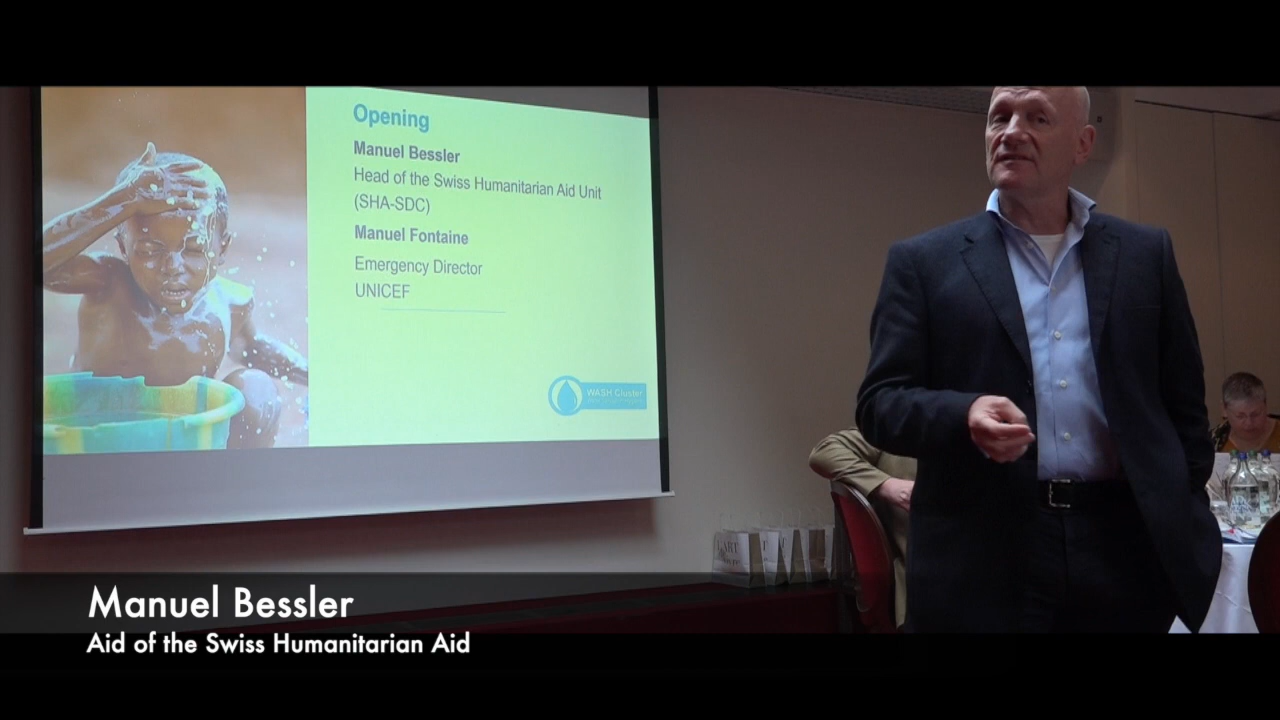 Opening
Manuel Bessler
Head of the Swiss Humanitarian Aid Unit
(SHA-SDC)
Manuel Fontaine
Emergency Director
UNICEF
WASH Cluster
Manuel Bessler
Aid of the Swiss Humanitarian Aid